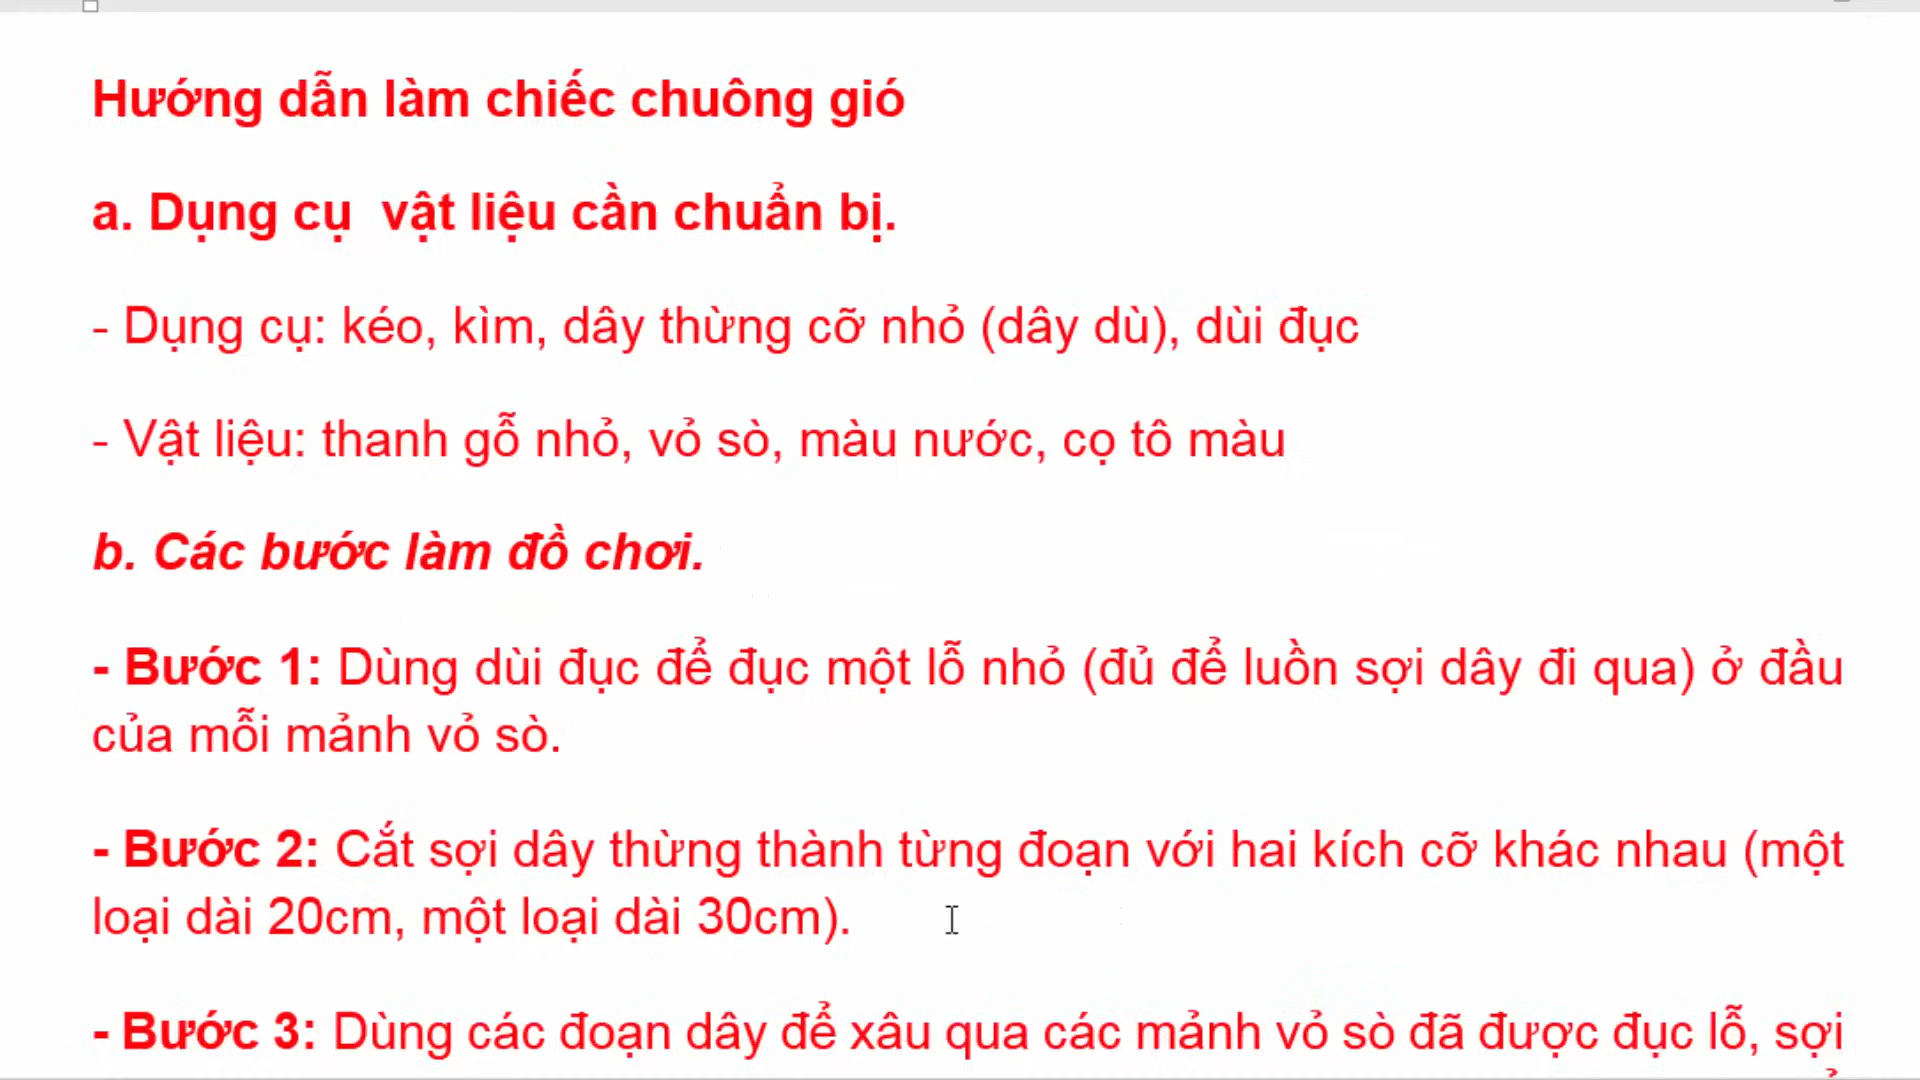 Hướng dẫn làm chiếc chuông gió
a. Dụng cụ  vật liệu cần chuẩn bị.
- Dụng cụ: kéo, kìm, dây thừng cỡ nhỏ (dây dù), dùi đục
- Vật liệu: thanh gỗ nhỏ, vỏ sò, màu nước, cọ tô màu
b. Các bước làm đồ chơi.
- Bước 1: Dùng dùi đục để đục một lỗ nhỏ (đủ để luồn sợi dây đi qua) ở đầu
của mỗi mảnh vỏ sò.
- Bước 2: Cắt sợi dây thừng thành từng đoạn với hai kích cỡ khác nhau (một
loại dài 20cm, một loại dài 30cm).
- Bước 3: Dùng các đoạn dây để xâu qua các mảnh vỏ sò đã được đục lỗ, sợi